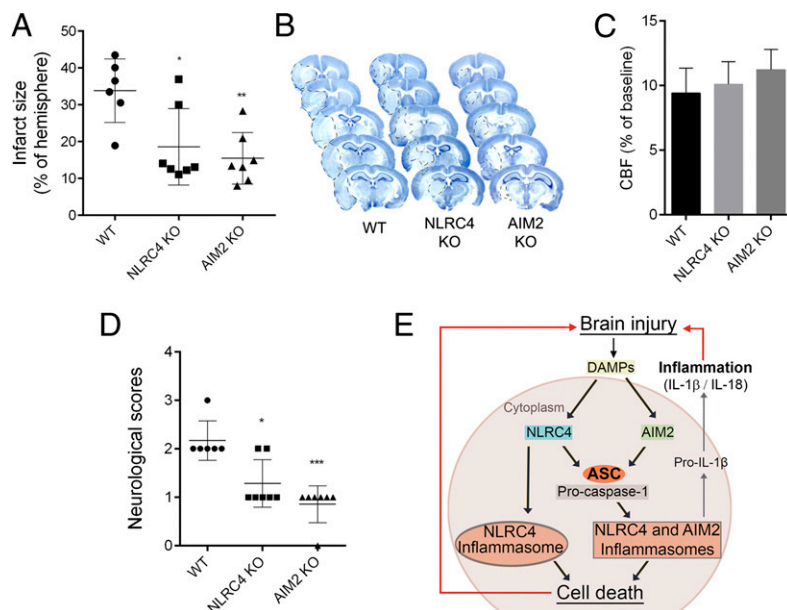 A
Infarct size
(% of hemisphere)
50
40
30
20
10
0
*
**
WT
NLRC4 KO
AIM2 KO
B
WT
NLRC4
KO
AIM2
KO
C
CBF (% of baseline)
15
10
5
0
WT
NLRC4 KO
AIM2 KO
D
Neurological scores
4
3
2
1
0
*
***
WT
NLRC4 KO
AIM2 KO
E
Brain injury
DAMPs
Inflammation
(IL-1β / IL-18)
Cytoplasm
NLRC4
AIM2
ASC
Pro-caspase-1
Pro-IL-1β
NLRC4
Inflammasome
NLRC4 and AIM2
Inflammasomes
Cell death